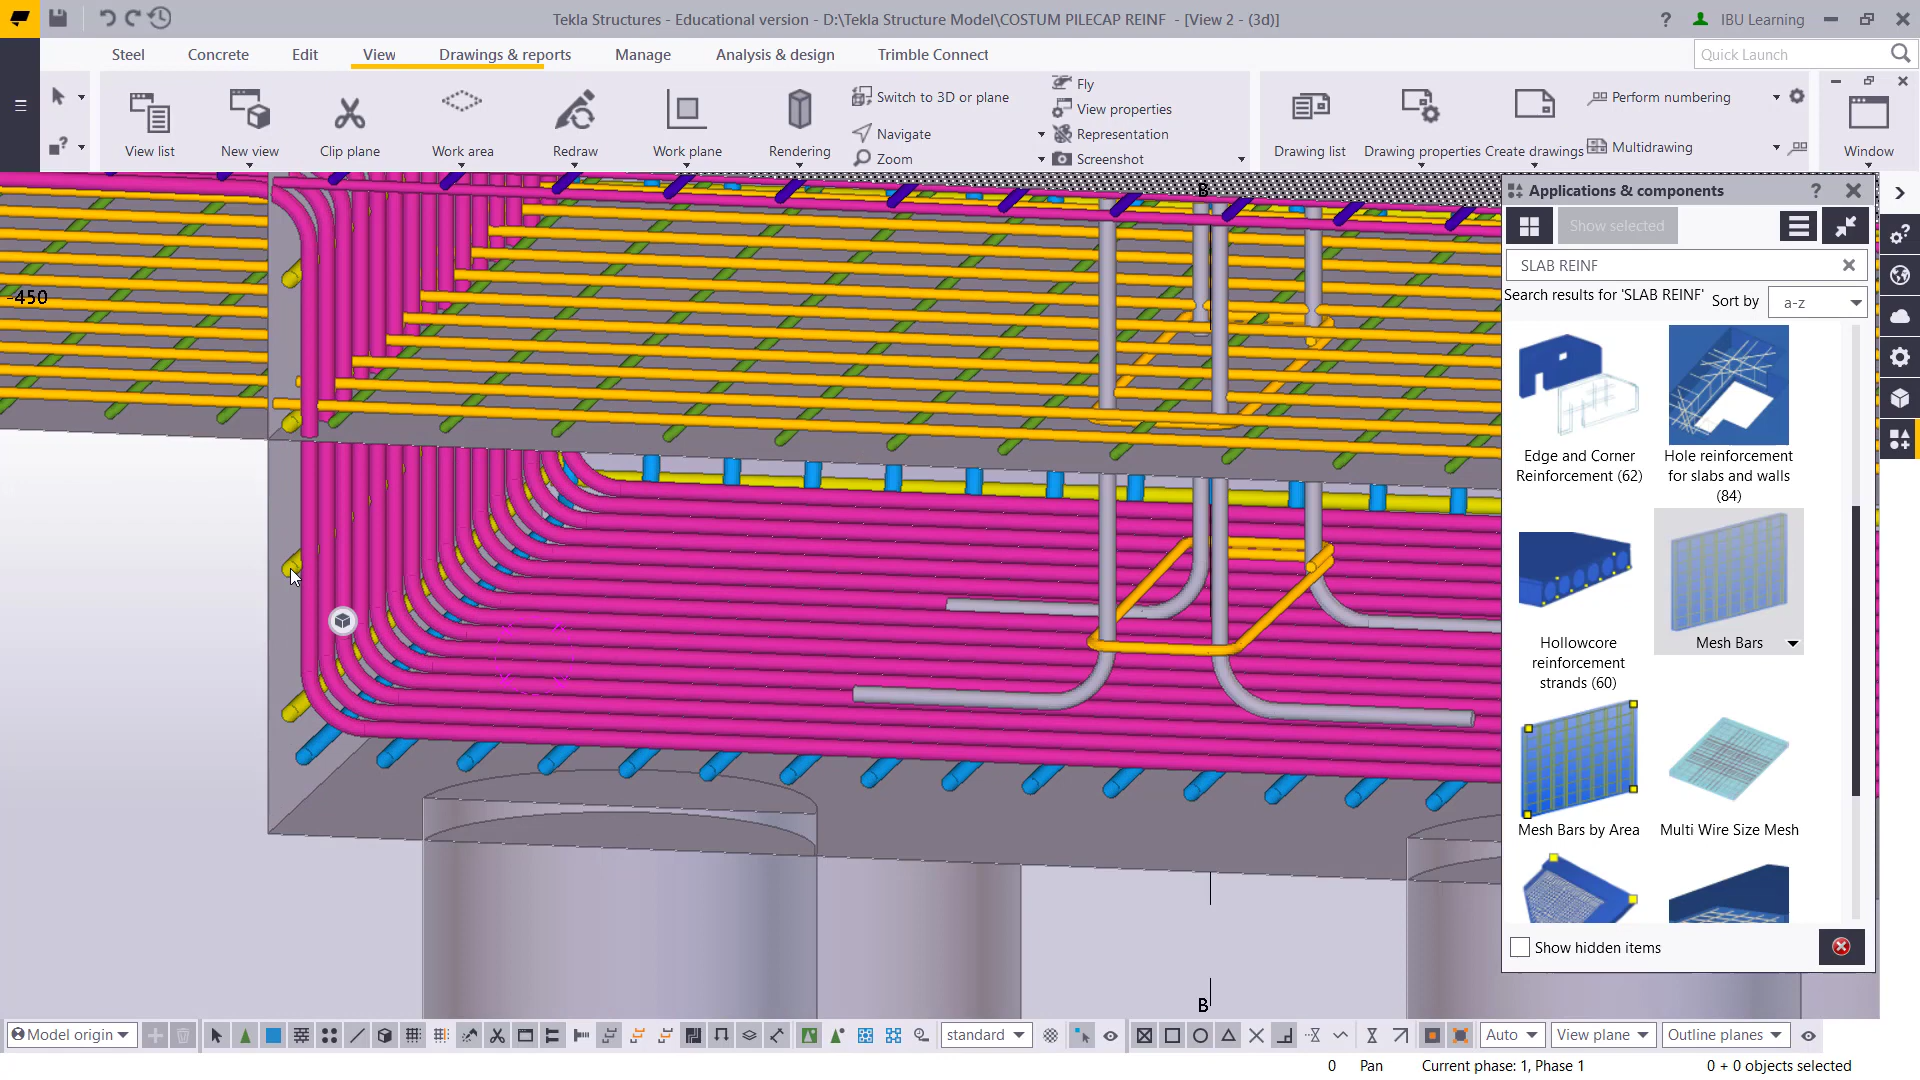 Tekla Structures - Educational version - D:\Tekla Structure Model\COSTUM PILECAP REINF - [View 2 - (3d)]
? IBU Learning
Steel Concrete Edit View Drawings & reports Manage Analysis & design Trimble Connect
Quick Launch
View list
New view
Clip plane
Work area
Redraw
Work plane
Rendering
Switch to 3D or plane
Navigate
Zoom
Fly
View properties
Representation
Screenshot
Drawing list
Drawing properties
Create drawings
Perform numbering
Multidrawing
Window
Applications & components
?
Show selected
SLAB REINF
Search results for 'SLAB REINF'
Sort by
a-z
Edge and Corner
Reinforcement (62)
Hole reinforcement
for slabs and walls
(84)
Hollowcore
reinforcement
strands (60)
Mesh Bars
Mesh Bars by Area
Multi Wire Size Mesh
Show hidden items
B
-450
B
Model origin
standard
Auto
View plane
Outline planes
0
Pan
Current phase: 1, Phase 1
0 + 0 objects selected